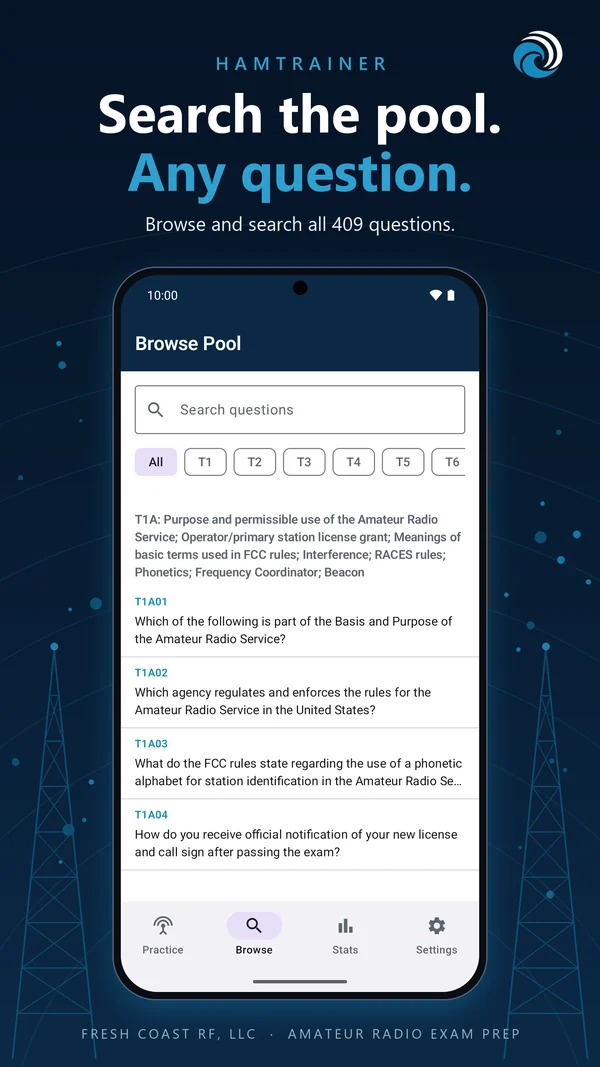 HAMTRAINER
Search the pool.
Any question.
Browse and search all 409 questions.
10:00
Browse Pool
Search questions
All T1 T2 T3 T4 T5 T6
T1A: Purpose and permissible use of the Amateur Radio
Service; Operator/primary station license grant; Meanings of
basic terms used in FCC rules; Interference; RACES rules;
Phonetics; Frequency Coordinator; Beacon
T1A01
Which of the following is part of the Basis and Purpose of
the Amateur Radio Service?
T1A02
Which agency regulates and enforces the rules for the
Amateur Radio Service in the United States?
T1A03
What do the FCC rules state regarding the use of a phonetic
alphabet for station identification in the Amateur Radio Se...
T1A04
How do you receive official notification of your new license
and call sign after passing the exam?
Practice Browse Stats Settings
FRESH COAST RF, LLC · AMATEUR RADIO EXAM PREP